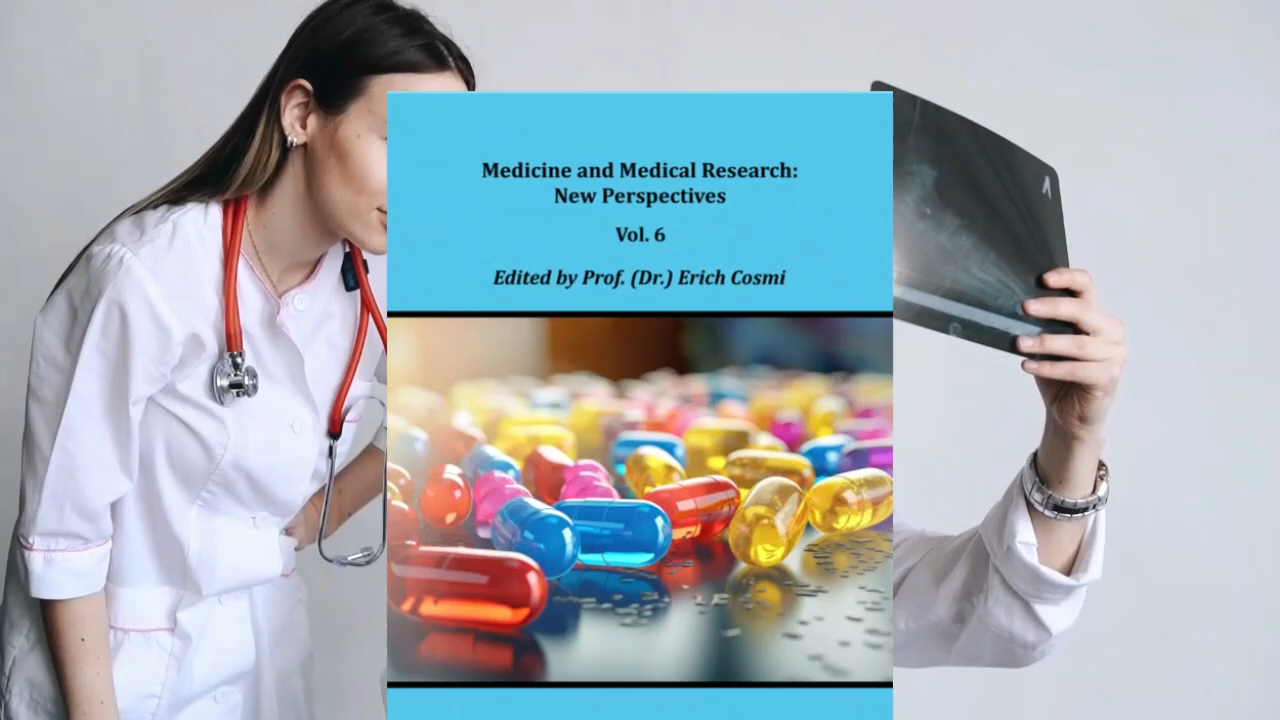 Medicine and Medical Research:
New Perspectives
Vol. 6
Edited by Prof. (Dr.) Erich Cosmi